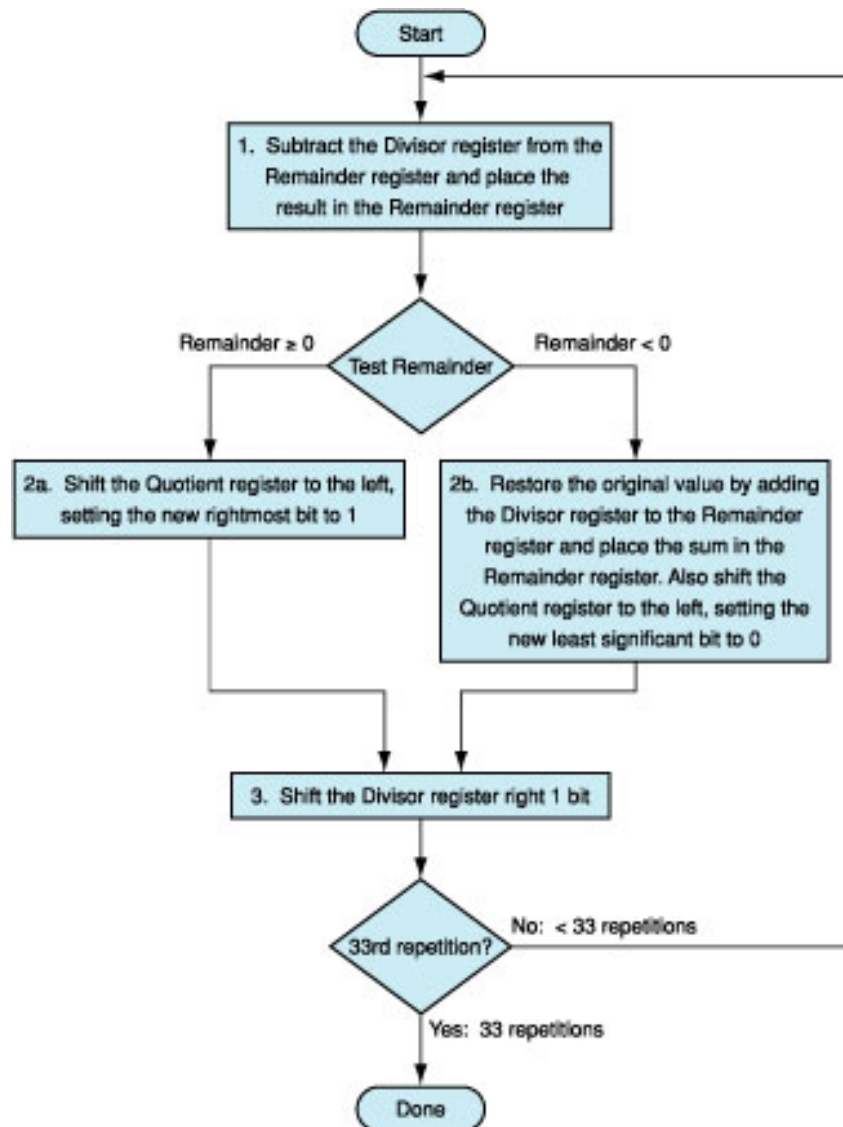 Start
1. Subtract the Divisor register from the
Remainder register and place the
result in the Remainder register
Remainder ≥ 0
Remainder < 0
Test Remainder
2a. Shift the Quotient register to the left,
setting the new rightmost bit to 1
2b. Restore the original value by adding
the Divisor register to the Remainder
register and place the sum in the
Remainder register. Also shift the
Quotient register to the left, setting the
new least significant bit to 0
3. Shift the Divisor register right 1 bit
No: < 33 repetitions
33rd repetition?
Yes: 33 repetitions
Done